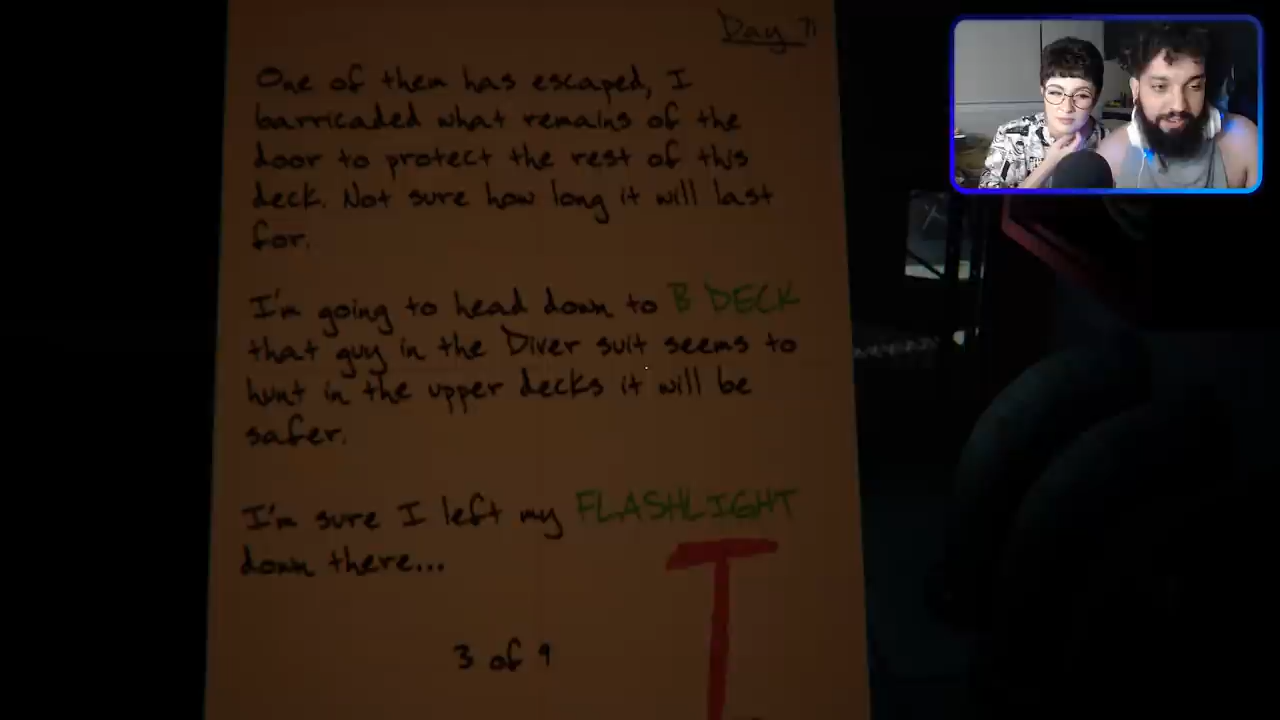 Day 71
One of them has escaped, I
barricaded what remains of the
door to protect the rest of this
deck. Not sure how long it will last
for.
I'm going to head down to B DECK
that guy in the Diver suit seems to
hunt in the upper decks it will be
safer.
I'm sure I left my FLASHLIGHT
down there...
I
3 of 9